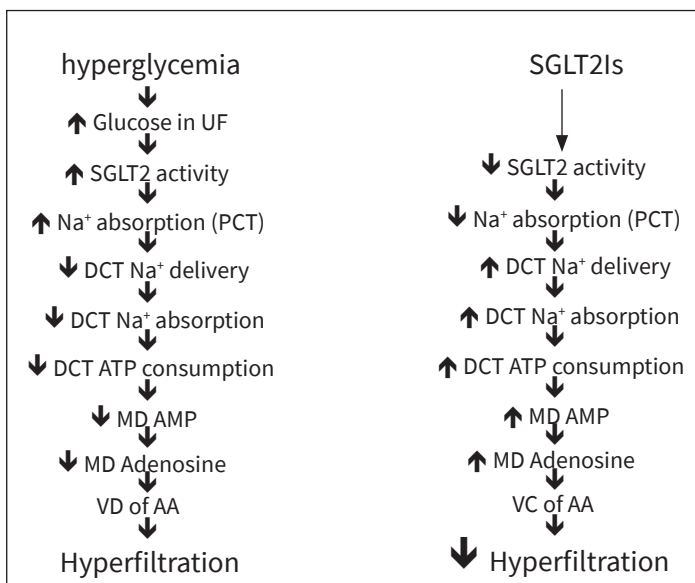 hyperglycemia
↓
↑ Glucose in UF
↓
↑ SGLT2 activity
↓
↑ Na⁺ absorption (PCT)
↓
↓ DCT Na⁺ delivery
↓
↓ DCT Na⁺ absorption
↓
↓ DCT ATP consumption
↓
↓ MD AMP
↓
↓ MD Adenosine
↓
VD of AA
↓
Hyperfiltration
SGLT2Is
↓
↓ SGLT2 activity
↓
↓ Na⁺ absorption (PCT)
↓
↑ DCT Na⁺ delivery
↓
↑ DCT Na⁺ absorption
↓
↑ DCT ATP consumption
↓
↑ MD AMP
↓
↑ MD Adenosine
↓
VC of AA
↓
↓ Hyperfiltration